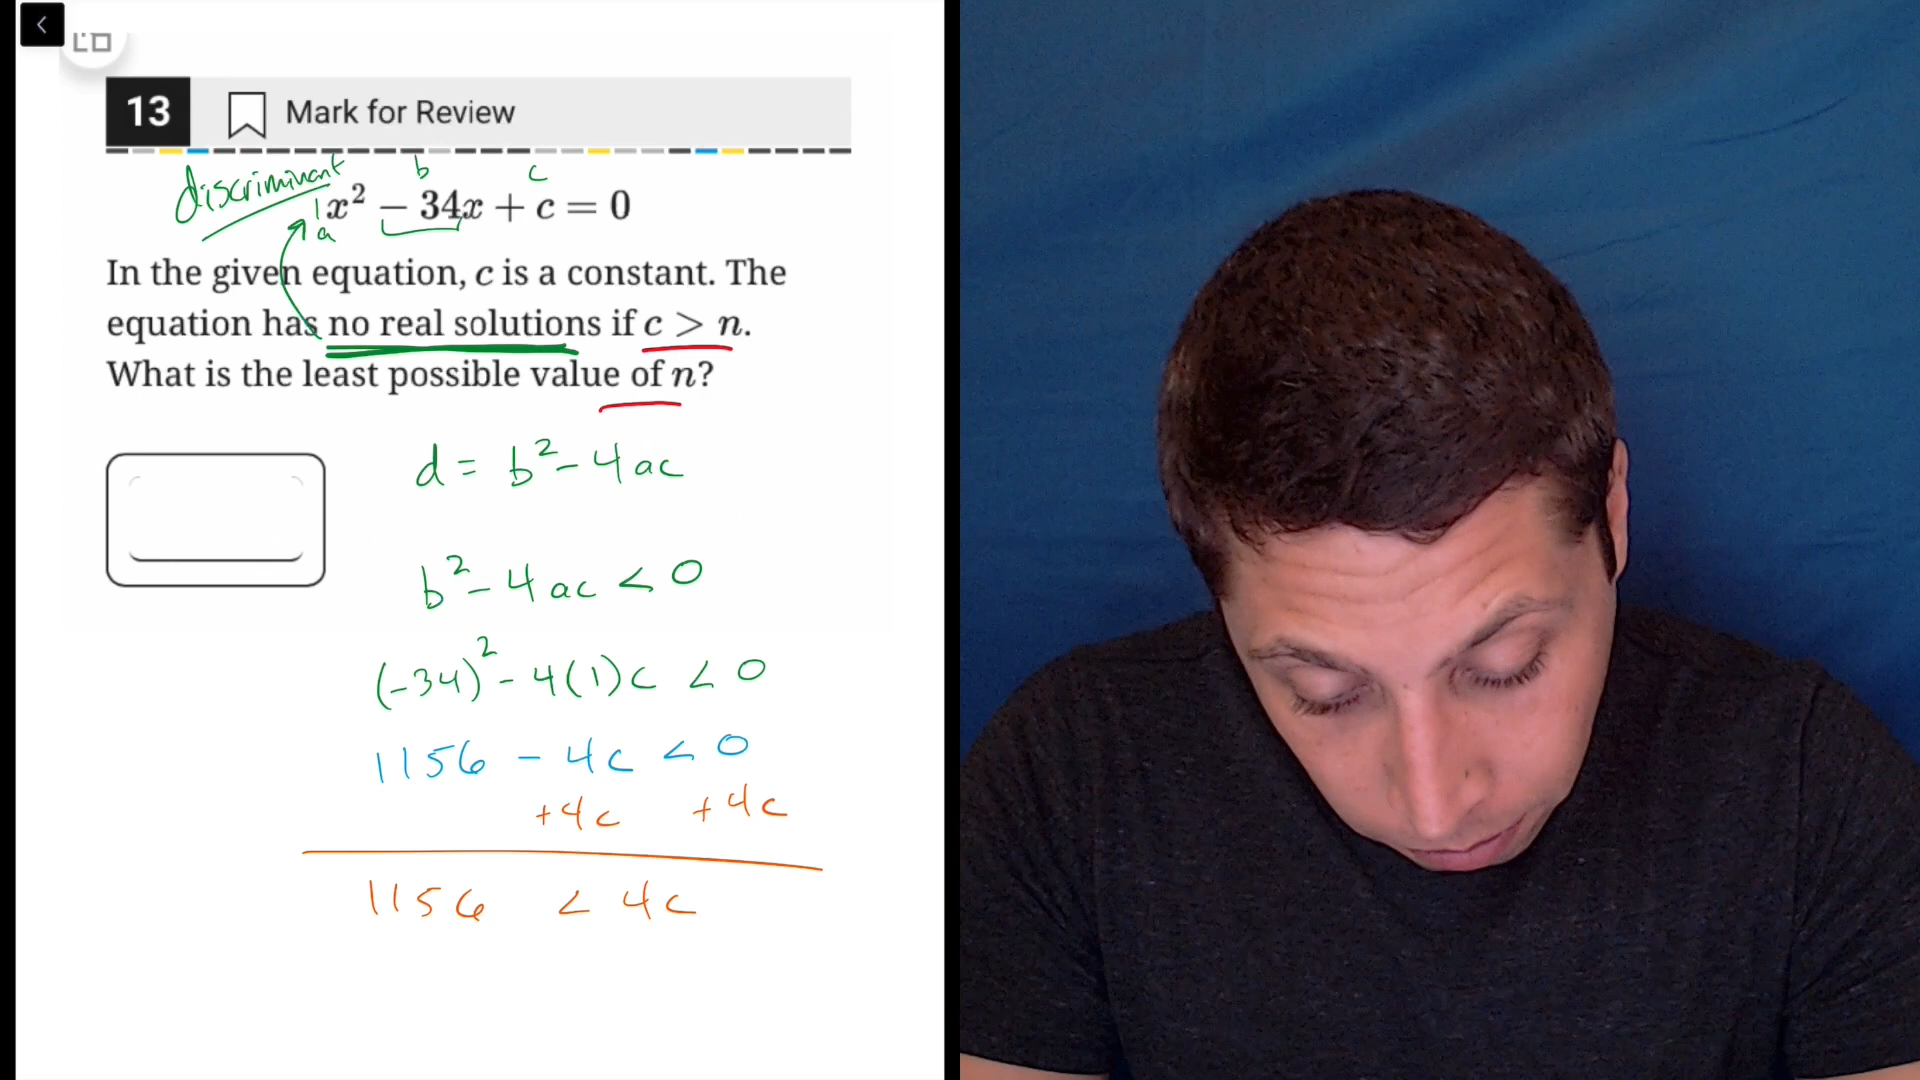 13 Mark for Review
discriminant
b c
1x² − 34x + c = 0
a
In the given equation, c is a constant. The
equation has no real solutions if c > n.
What is the least possible value of n?
d = b² - 4ac
b² - 4ac < 0
(-34)² - 4(1)c < 0
1156 - 4c < 0
+4c +4c
1156 < 4c